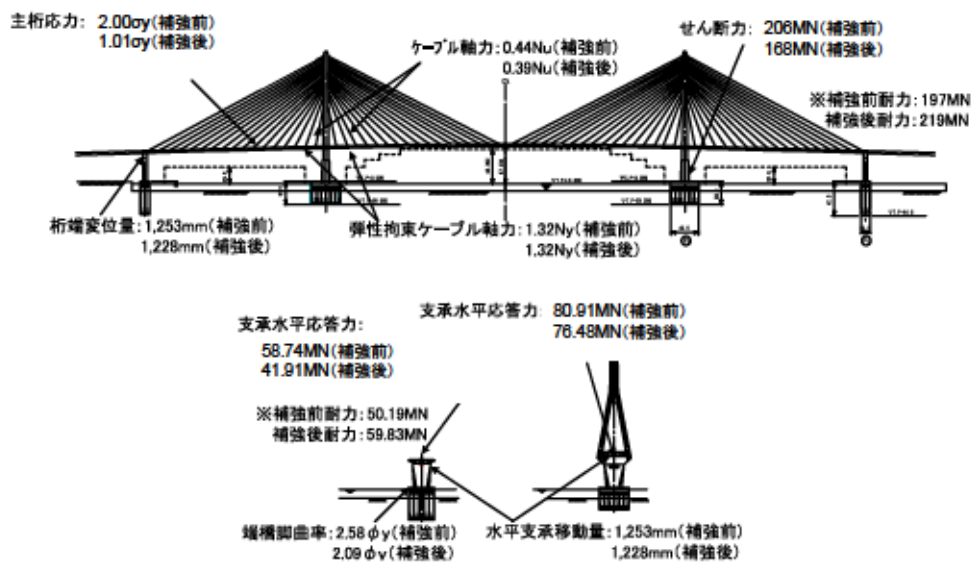 主桁応力: 2.00σy(補強前)
1.01σy(補強後)
ケーブル軸力:0.44Nu(補強前)
0.39Nu(補強後)
せん断力: 206MN(補強前)
168MN(補強後)
※補強前耐力:197MN
補強後耐力:219MN
桁端変位量:1,253mm(補強前)
1,228mm(補強後)
弾性拘束ケーブル軸力:1.32Ny(補強前)
1.32Ny(補強後)
支承水平応答力:
58.74MN(補強前)
41.91MN(補強後)
支承水平応答力: 80.91MN(補強前)
76.48MN(補強後)
※補強前耐力:50.19MN
補強後耐力:59.83MN
端橋脚曲率:2.58φy(補強前)
2.09φy(補強後)
水平支承移動量:1,253mm(補強前)
1,228mm(補強後)